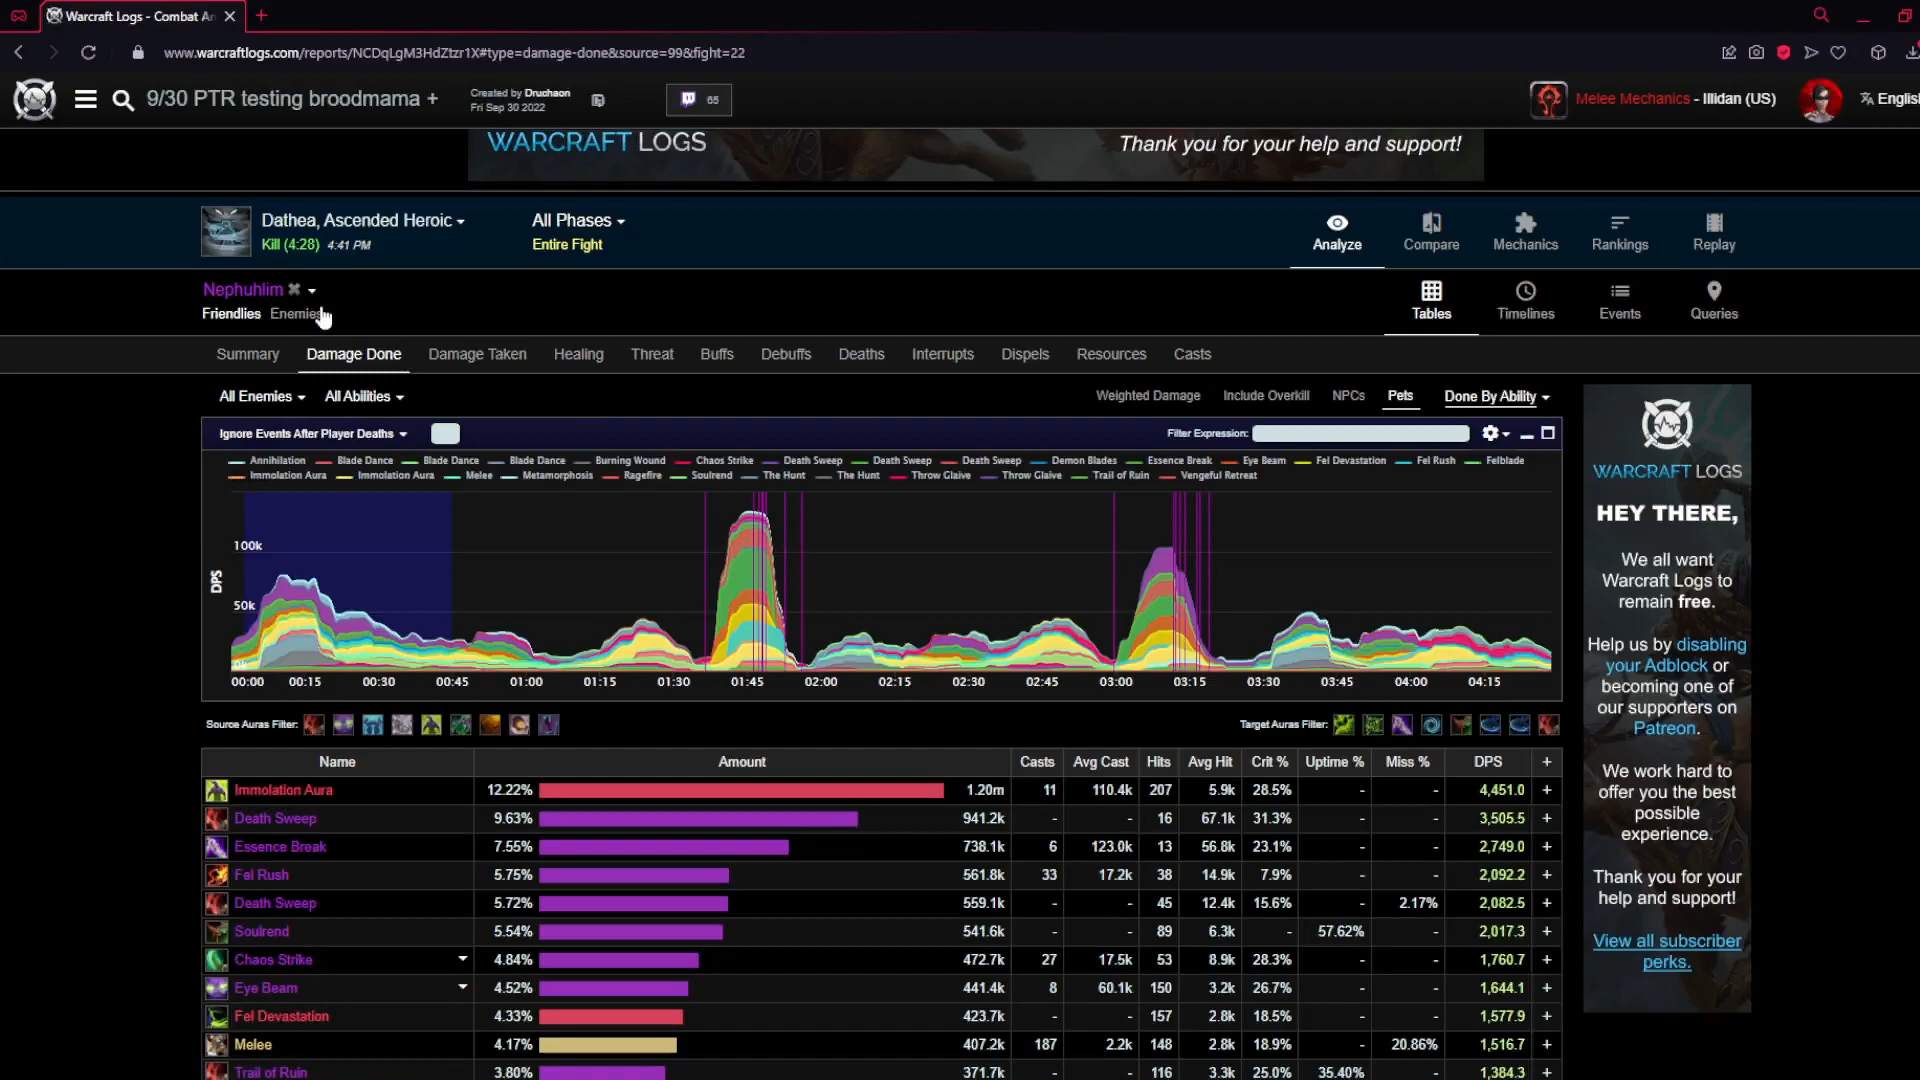 Warcraft Logs - Combat An
www.warcraftlogs.com/reports/NCDqLgM3HdZtzr1X#type=damage-done&source=99&fight=22
9/30 PTR testing broodmama +
Created by Druchaon
Fri Sep 30 2022
65
Melee Mechanics - Illidan (US)
English
WARCRAFT LOGS
Thank you for your help and support!
Dathea, Ascended Heroic
Kill (4:28) 4:41 PM
All Phases
Entire Fight
Analyze Compare Mechanics Rankings Replay
Nephuhlim
Friendlies Enemies
Tables Timelines Events Queries
Summary Damage Done Damage Taken Healing Threat Buffs Debuffs Deaths Interrupts Dispels Resources Casts
All Enemies All Abilities Weighted Damage Include Overkill NPCs Pets Done By Ability
Ignore Events After Player Deaths Filter Expression:
Annihilation Blade Dance Blade Dance Blade Dance Burning Wound Chaos Strike Death Sweep Death Sweep Death Sweep Demon Blades Essence Break Eye Beam Fel Devastation Fel Rush Felblade
Immolation Aura Immolation Aura Melee Metamorphosis Ragefire Soulrend The Hunt The Hunt Throw Glaive Throw Glaive Trail of Ruin Vengeful Retreat
DPS
100k
50k
0k
00:00 00:15 00:30 00:45 01:00 01:15 01:30 01:45 02:00 02:15 02:30 02:45 03:00 03:15 03:30 03:45 04:00 04:15
Source Auras Filter: Target Auras Filter:
Name Amount Casts Avg Cast Hits Avg Hit Crit % Uptime % Miss % DPS +
Immolation Aura 12.22% 1.20m 11 110.4k 207 5.9k 28.5% - - 4,451.0 +
Death Sweep 9.63% 941.2k - - 16 67.1k 31.3% - - 3,505.5 +
Essence Break 7.55% 738.1k 6 123.0k 13 56.8k 23.1% - - 2,749.0 +
Fel Rush 5.75% 561.8k 33 17.2k 38 14.9k 7.9% - - 2,092.2 +
Death Sweep 5.72% 559.1k - - 45 12.4k 15.6% - 2.17% 2,082.5 +
Soulrend 5.54% 541.6k - - 89 6.3k - 57.62% - 2,017.3 +
Chaos Strike 4.84% 472.7k 27 17.5k 53 8.9k 28.3% - - 1,760.7 +
Eye Beam 4.52% 441.4k 8 60.1k 150 3.2k 26.7% - - 1,644.1 +
Fel Devastation 4.33% 423.7k - - 157 2.8k 18.5% - - 1,577.9 +
Melee 4.17% 407.2k 187 2.2k 148 2.8k 18.9% - 20.86% 1,516.7 +
Trail of Ruin 3.80% 371.7k - - 116 3.3k 25.0% 35.40% - 1,384.3 +
WARCRAFT LOGS
HEY THERE,
We all want
Warcraft Logs to
remain free.
Help us by disabling
your Adblock or
becoming one of
our supporters on
Patreon.
We work hard to
offer you the best
possible
experience.
Thank you for your
help and support!
View all subscriber
perks.